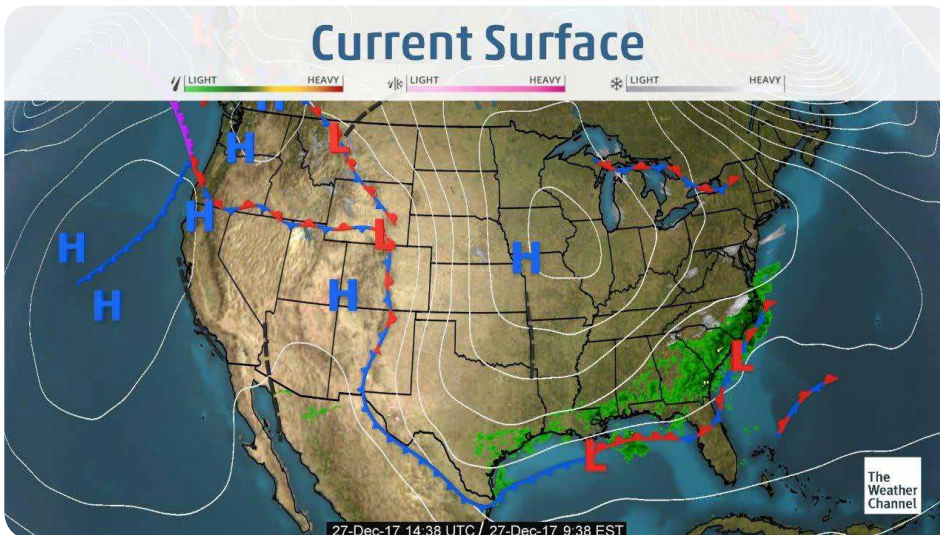 Current Surface
LIGHT HEAVY LIGHT HEAVY LIGHT HEAVY
L
H
H
L
H
L
H
H
H
H
L
L
The
Weather
Channel
27-Dec-17 14:38 UTC / 27-Dec-17 9:38 EST